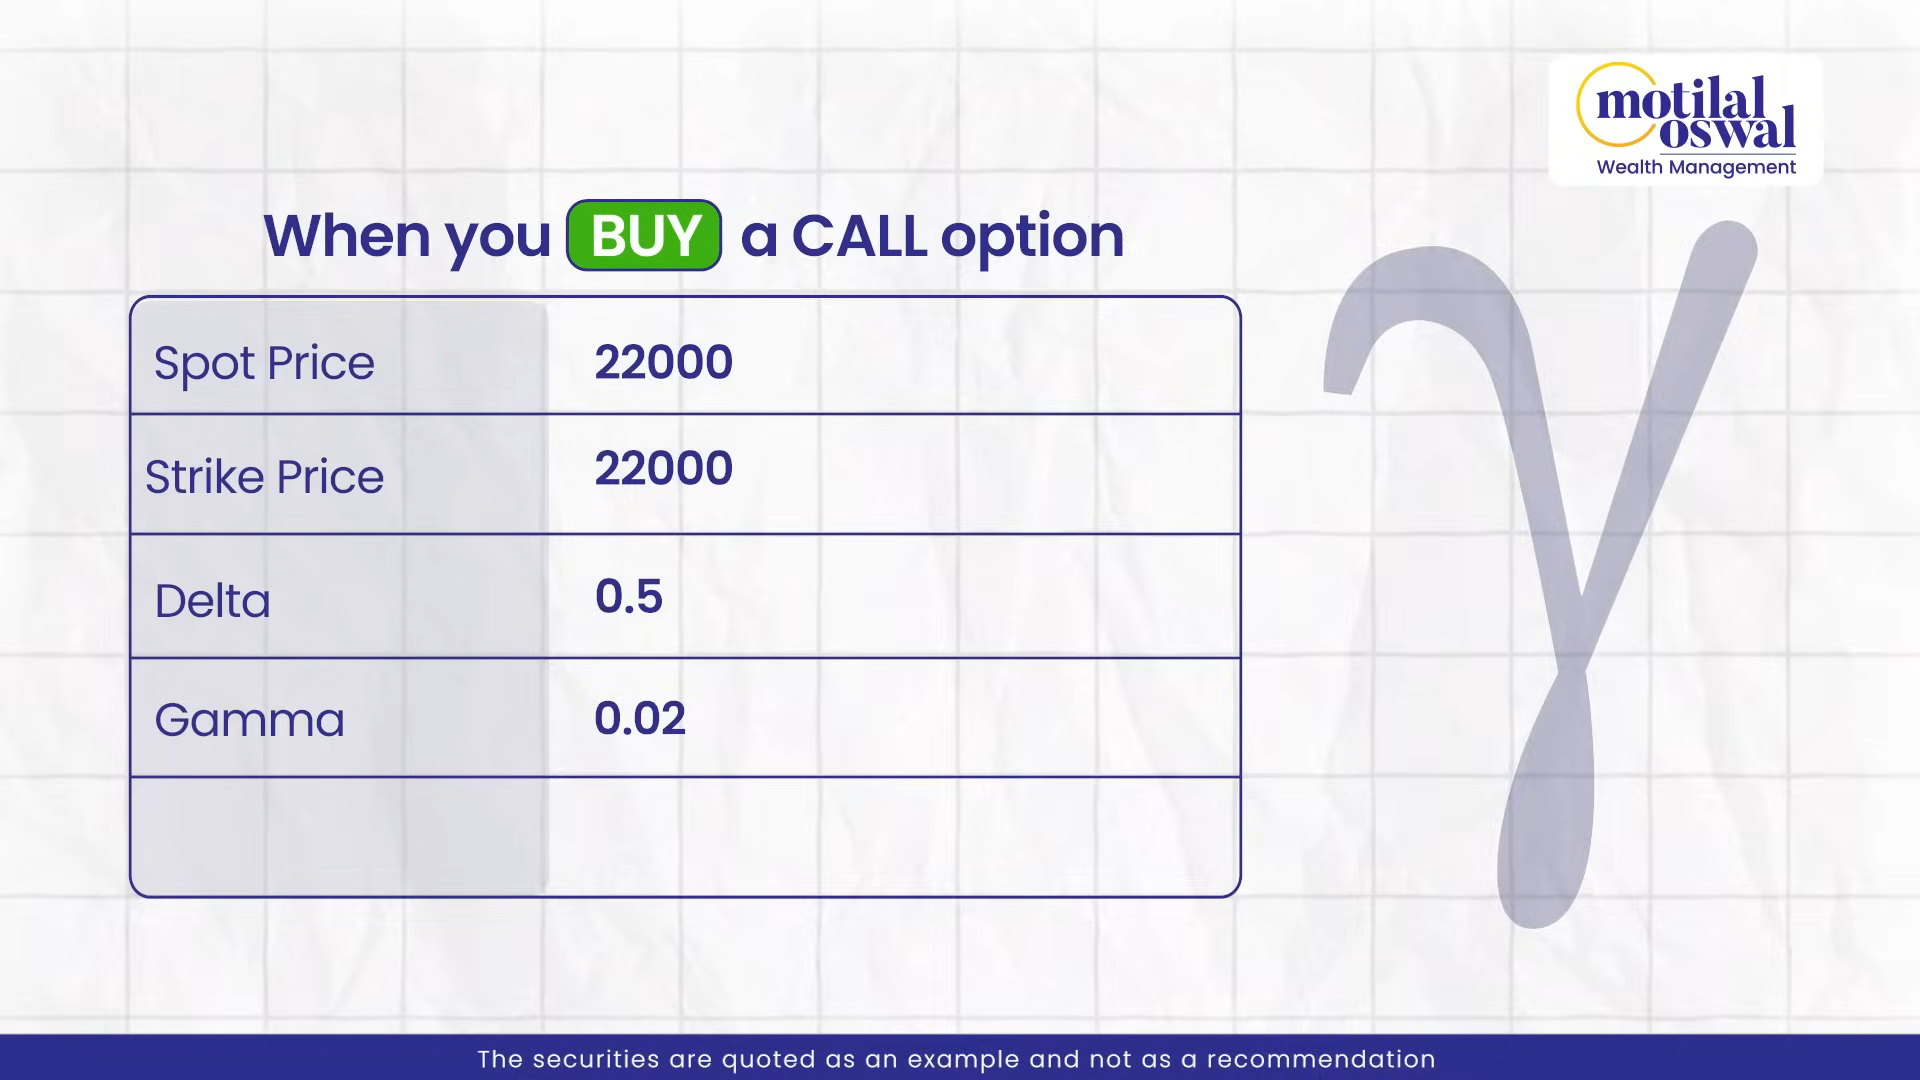 motilal
oswal
Wealth Management
When you BUY a CALL option
Spot Price 22000
Strike Price 22000
Delta 0.5
Gamma 0.02
γ
The securities are quoted as an example and not as a recommendation